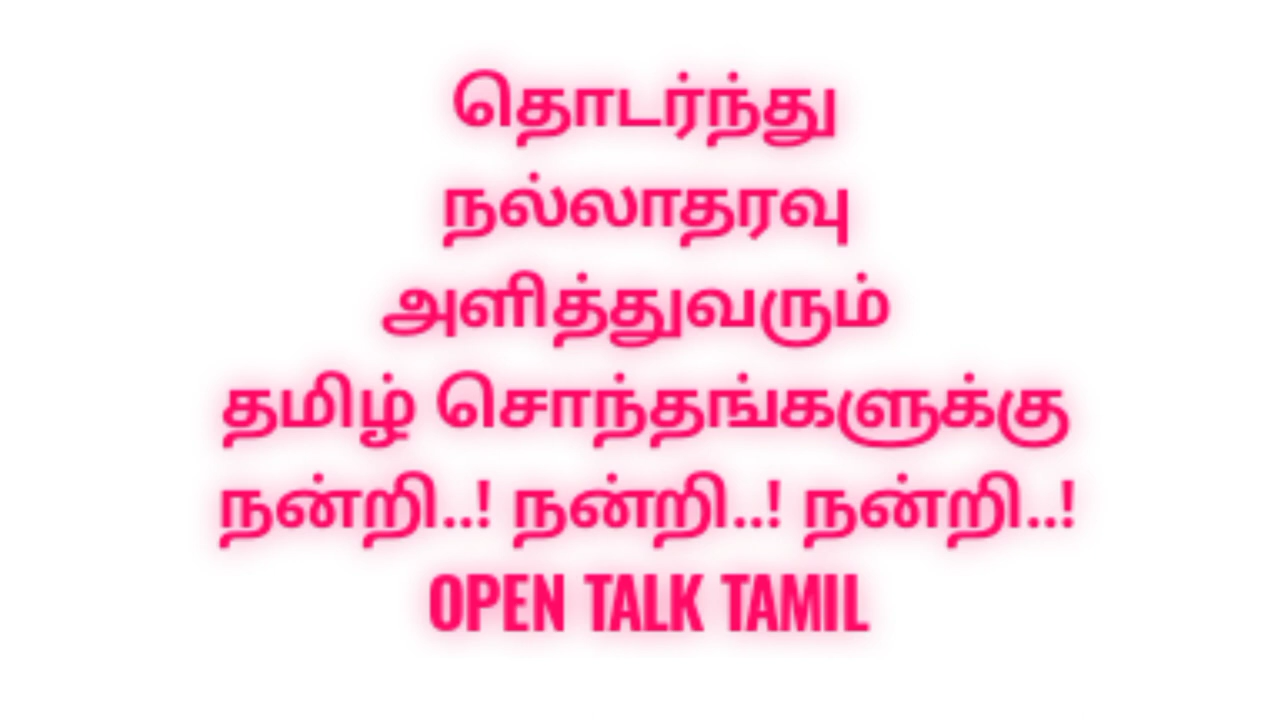 தொடர்ந்து
நல்லாதரவு
அளித்துவரும்
தமிழ் சொந்தங்களுக்கு
நன்றி..! நன்றி..! நன்றி..!
OPEN TALK TAMIL